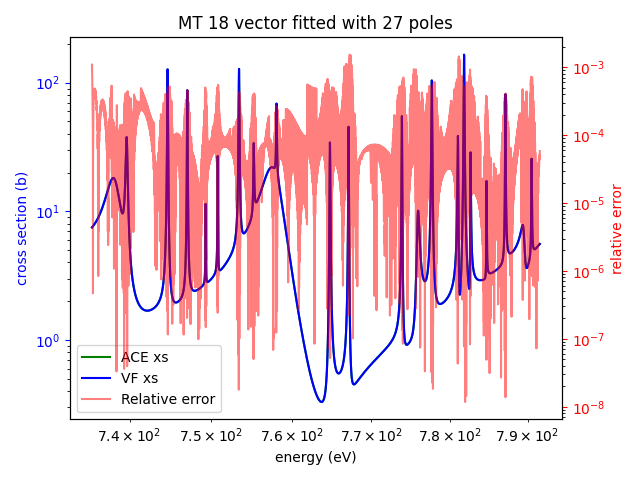 MT 18 vector fitted with 27 poles
cross section (b)
10²
10¹
10⁰
10⁻³
10⁻⁴
10⁻⁵
10⁻⁶
10⁻⁷
10⁻⁸
relative error
ACE xs
VF xs
Relative error
7.4 × 10² 7.5 × 10² 7.6 × 10² 7.7 × 10² 7.8 × 10² 7.9 × 10²
energy (eV)